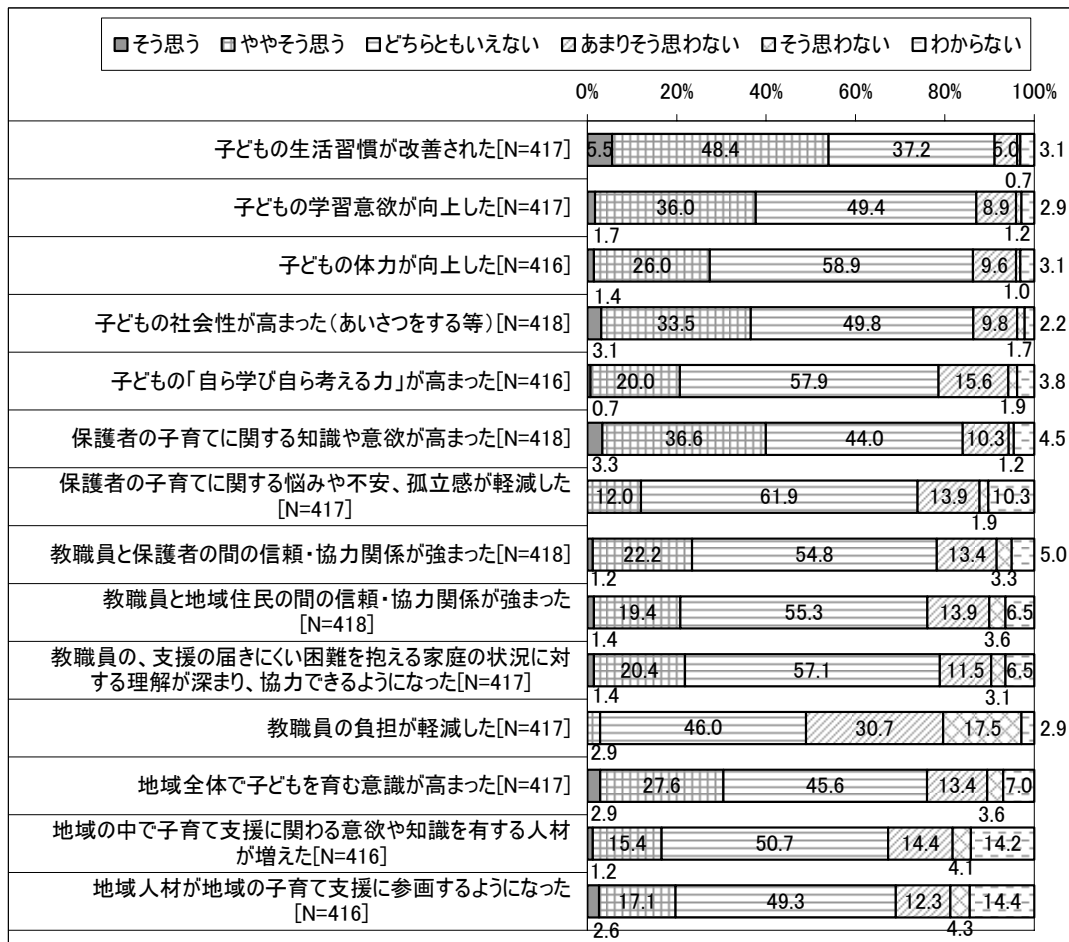 そう思う ややそう思う どちらともいえない あまりそう思わない そう思わない わからない
0% 20% 40% 60% 80% 100%
子どもの生活習慣が改善された[N=417] 5.5 48.4 37.2 5.0 3.1
0.7
子どもの学習意欲が向上した[N=417] 36.0 49.4 8.9 2.9
1.7 1.2
子どもの体力が向上した[N=416] 26.0 58.9 9.6 3.1
1.4 1.0
子どもの社会性が高まった(あいさつをする等)[N=418] 33.5 49.8 9.8 2.2
3.1 1.7
子どもの「自ら学び自ら考える力」が高まった[N=416] 20.0 57.9 15.6 3.8
0.7 1.9
保護者の子育てに関する知識や意欲が高まった[N=418] 36.6 44.0 10.3 4.5
3.3 1.2
保護者の子育てに関する悩みや不安、孤立感が軽減した
[N=417] 12.0 61.9 13.9 10.3
1.9
教職員と保護者の間の信頼・協力関係が強まった[N=418] 22.2 54.8 13.4 5.0
1.2 3.3
教職員と地域住民の間の信頼・協力関係が強まった
[N=418] 19.4 55.3 13.9 6.5
1.4 3.6
教職員の、支援の届きにくい困難を抱える家庭の状況に対
する理解が深まり、協力できるようになった[N=417] 20.4 57.1 11.5 6.5
1.4 3.1
教職員の負担が軽減した[N=417] 46.0 30.7 17.5 2.9
2.9
地域全体で子どもを育む意識が高まった[N=417] 27.6 45.6 13.4 7.0
2.9 3.6
地域の中で子育て支援に関わる意欲や知識を有する人材
が増えた[N=416] 15.4 50.7 14.4 14.2
1.2 4.1
地域人材が地域の子育て支援に参画するようになった
[N=416] 17.1 49.3 12.3 14.4
2.6 4.3